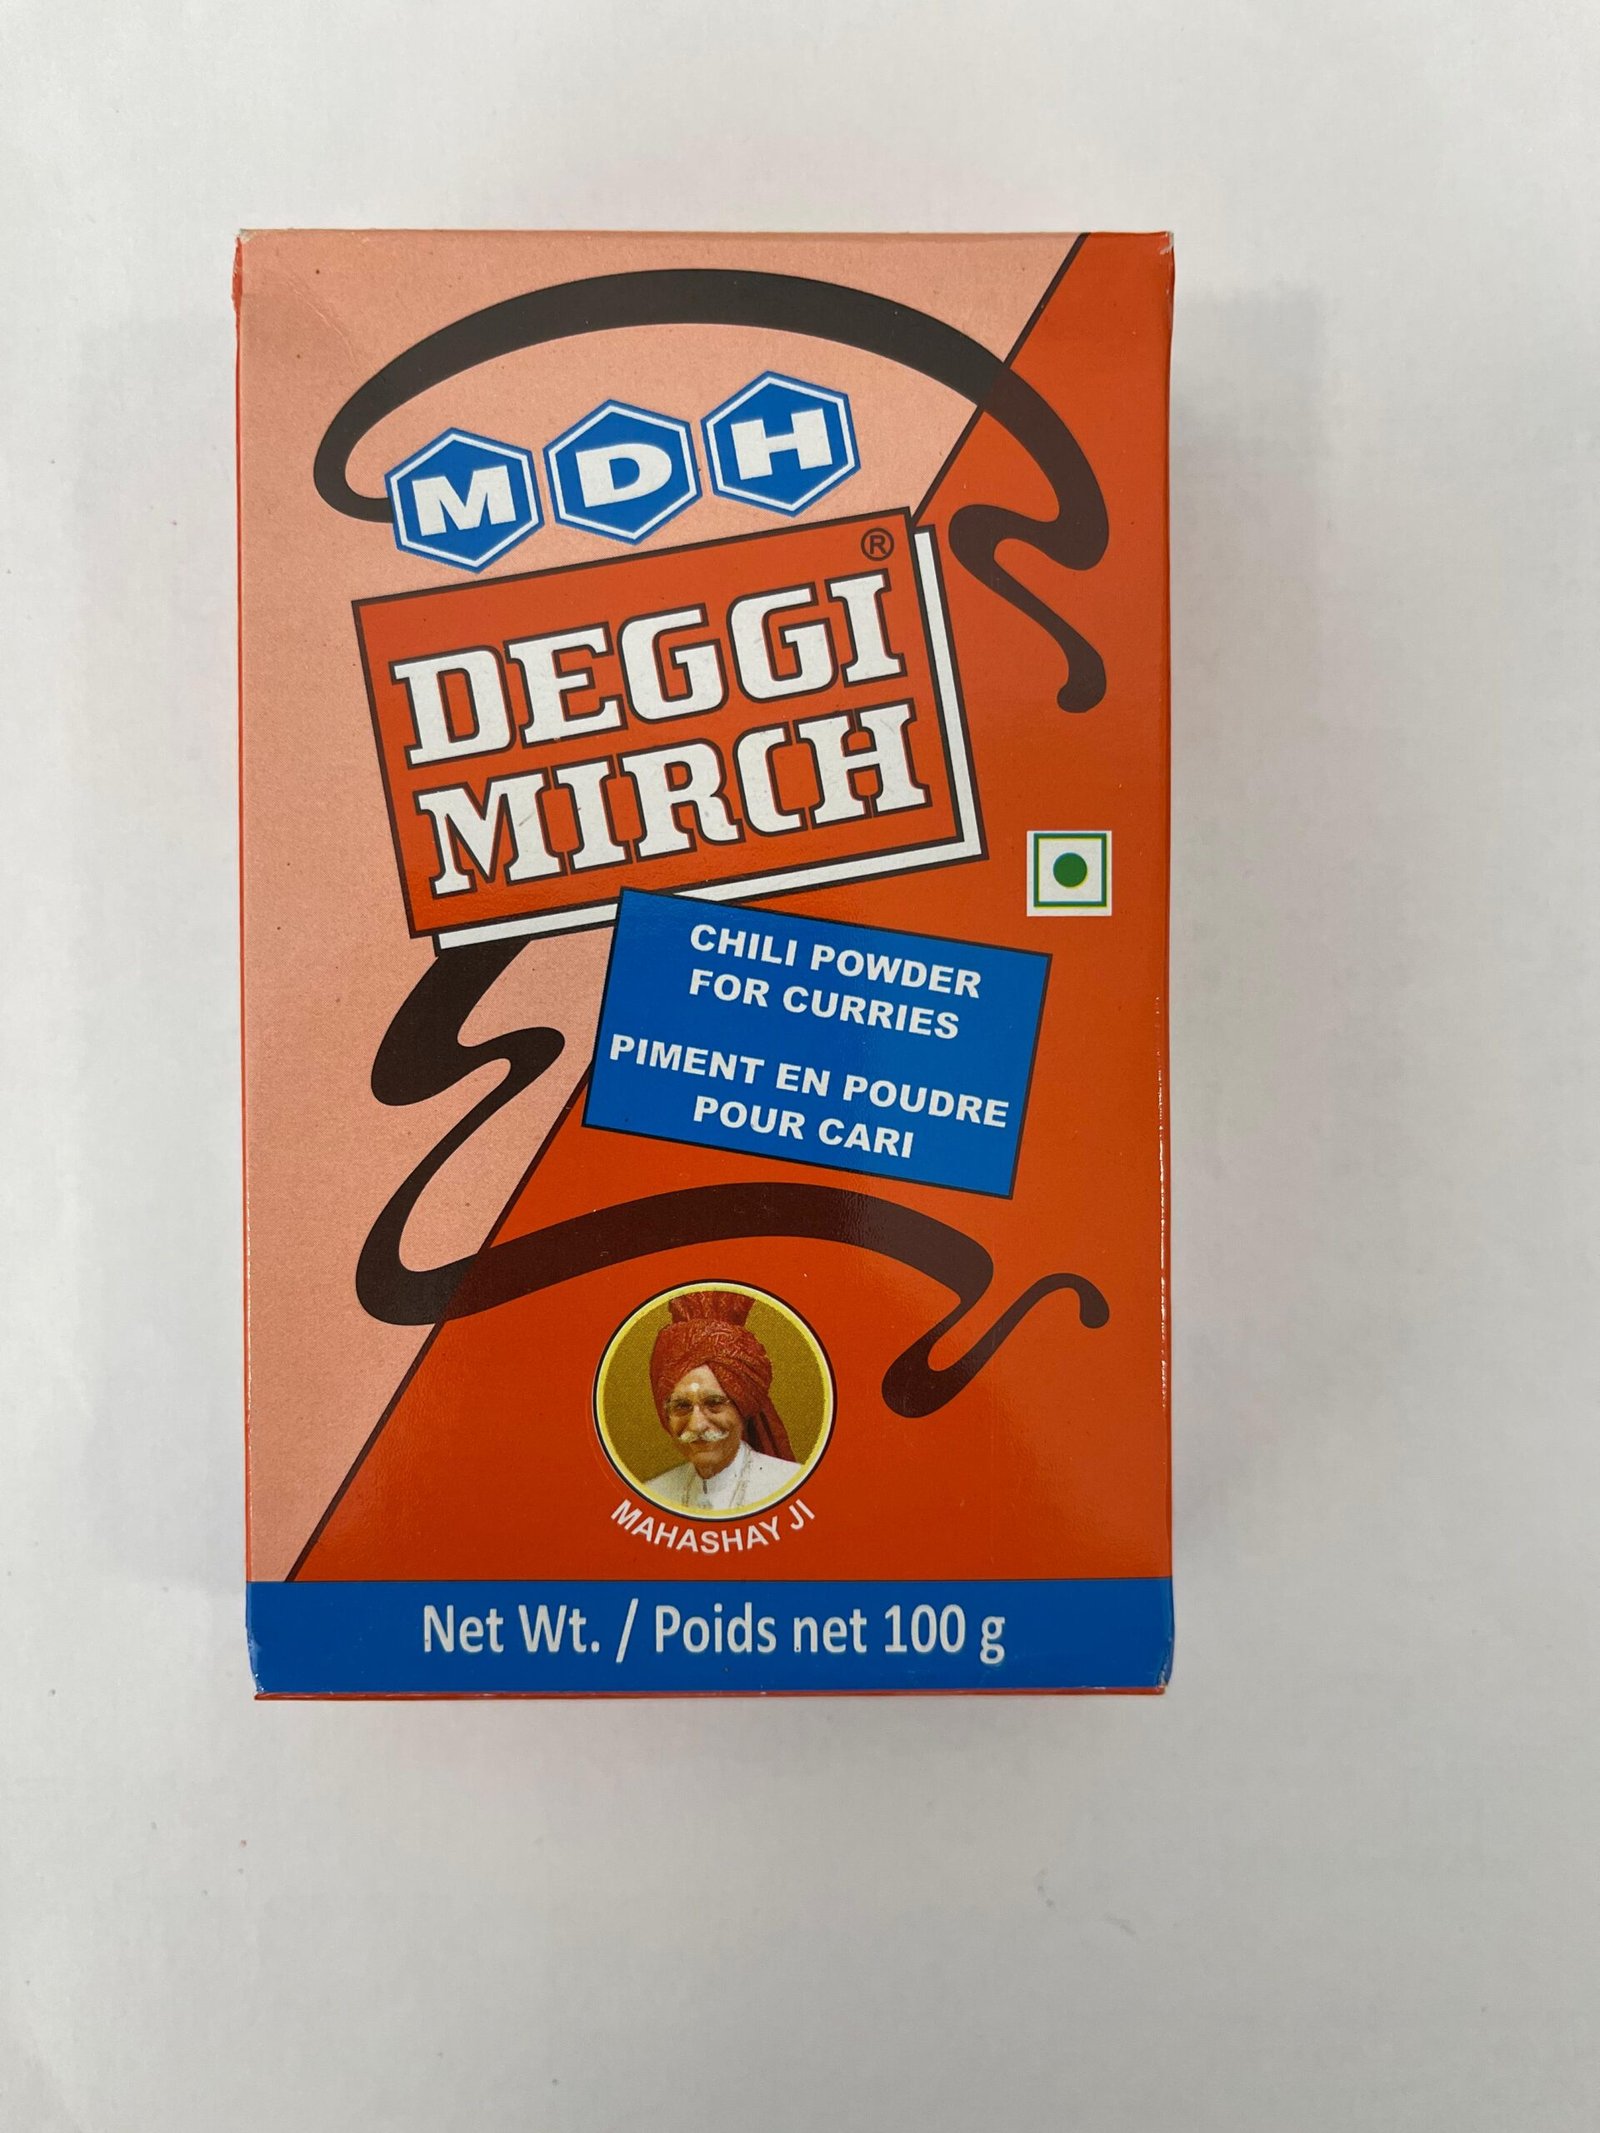 MDH
®
DEGGI
MIRCH
CHILI POWDER
FOR CURRIES
PIMENT EN POUDRE
POUR CARI
MAHASHAY JI
Net Wt. / Poids net 100 g